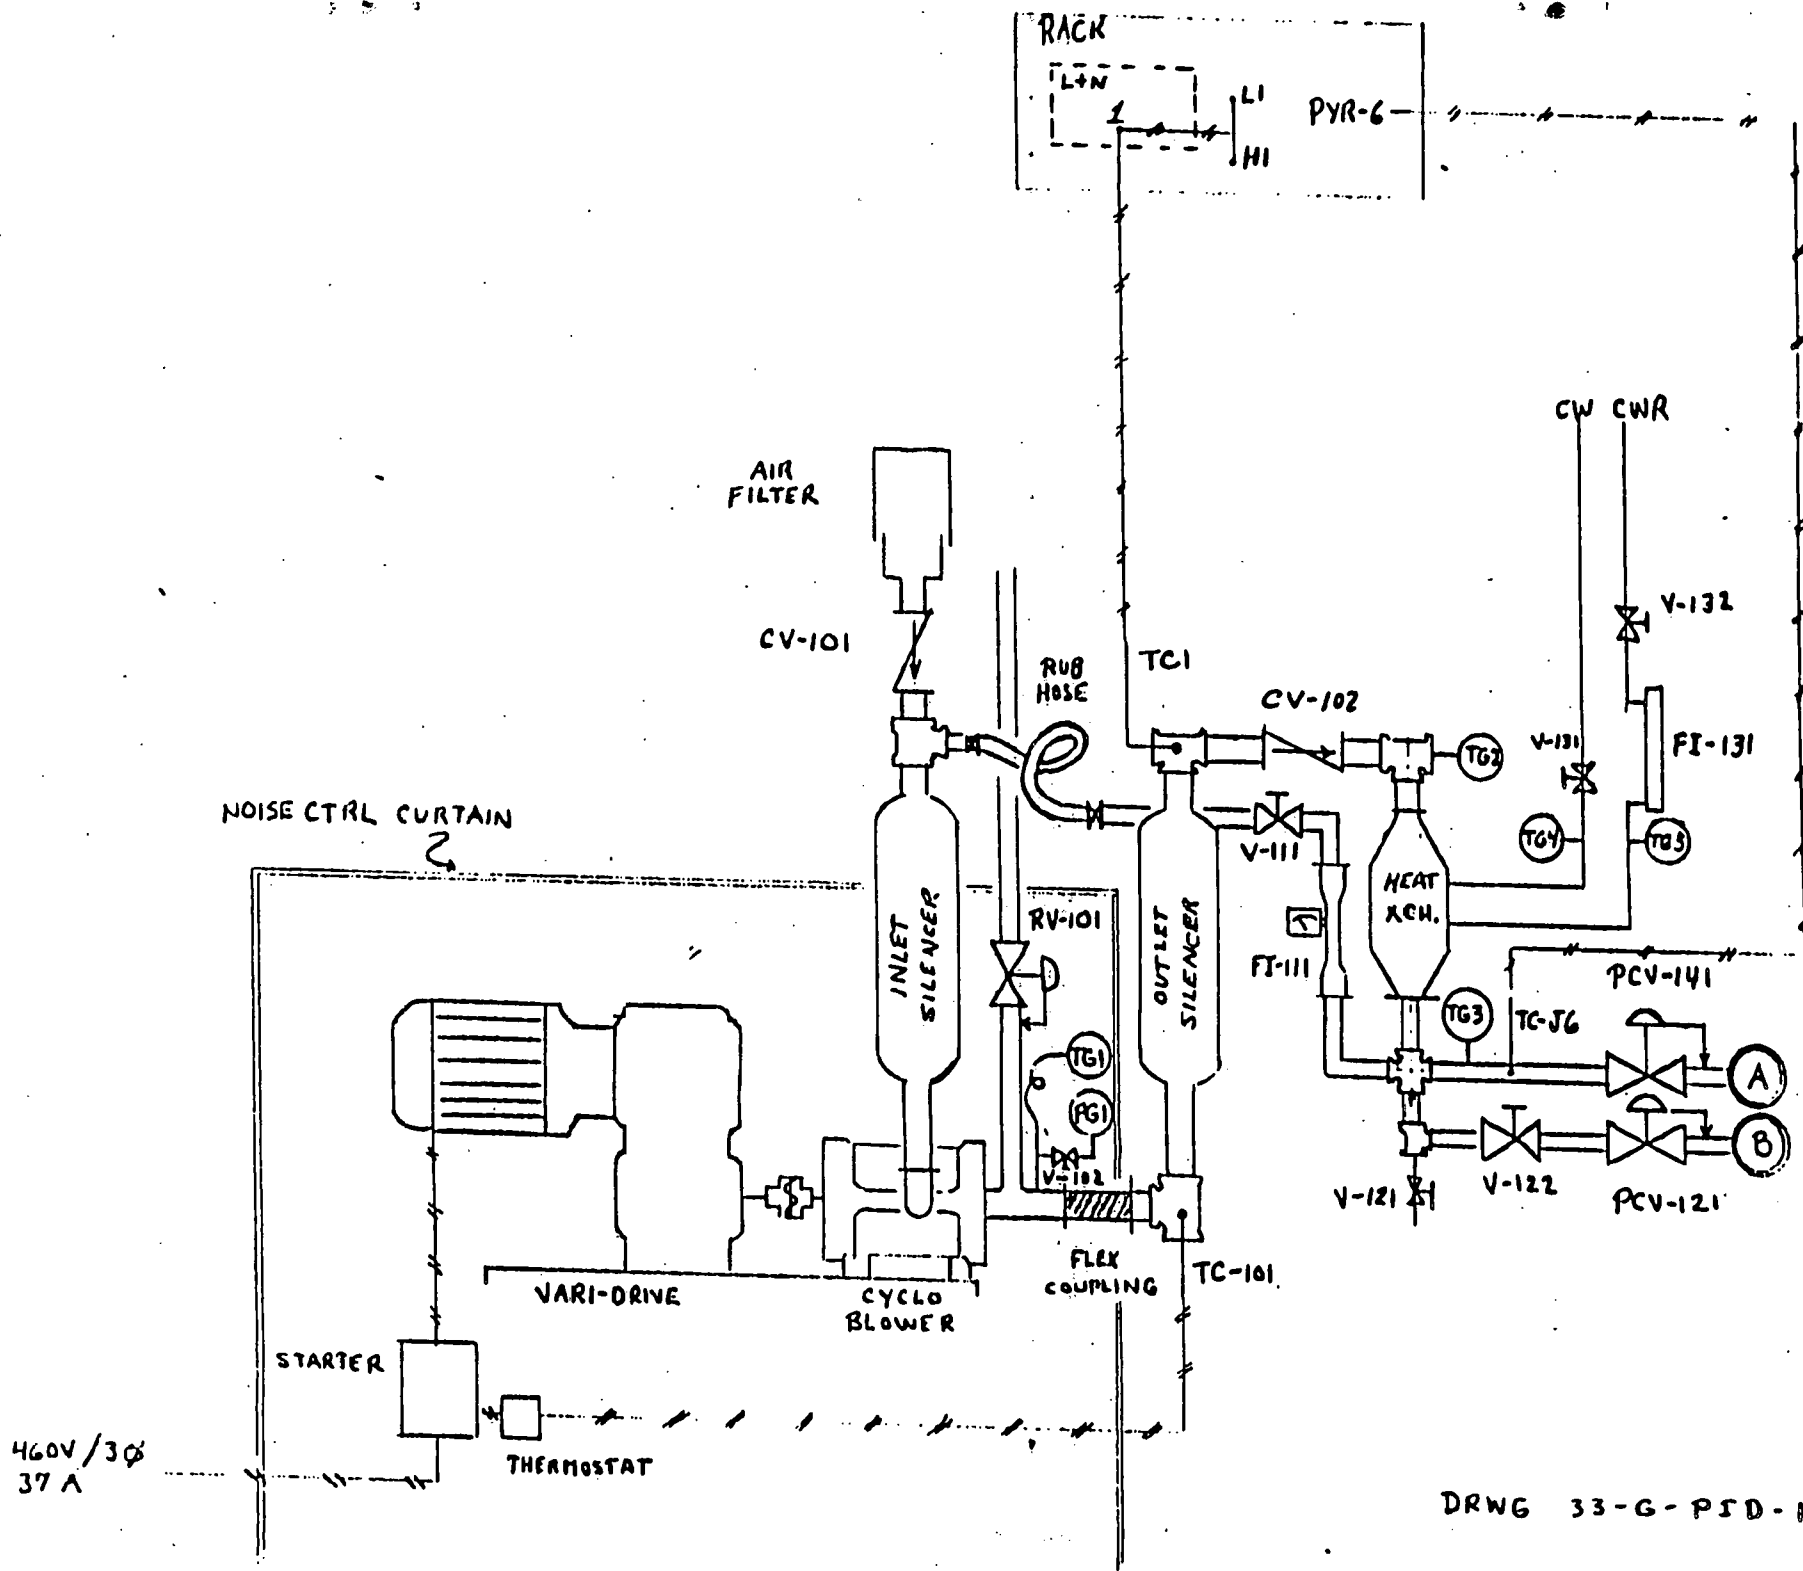 RACK
L+N
1
L1
H1
PYR-6
CW CWR
AIR
FILTER
V-132
CV-101
TC1
RUB
HOSE
CV-102
TG2
V-131
FI-131
NOISE CTRL CURTAIN
V-111
TG4
TG5
HEAT
XCH.
INLET
SILENCER
RV-101
OUTLET
SILENCER
FI-111
PCV-141
TG3
TC-J6
TG1
A
PG1
B
V-102
V-121
V-122
PCV-121
FLEX
COUPLING
TC-101
VARI-DRIVE
CYCLO
BLOWER
STARTER
460V/3Ø
37 A
THERMOSTAT
DRWG 33-G-PID-1